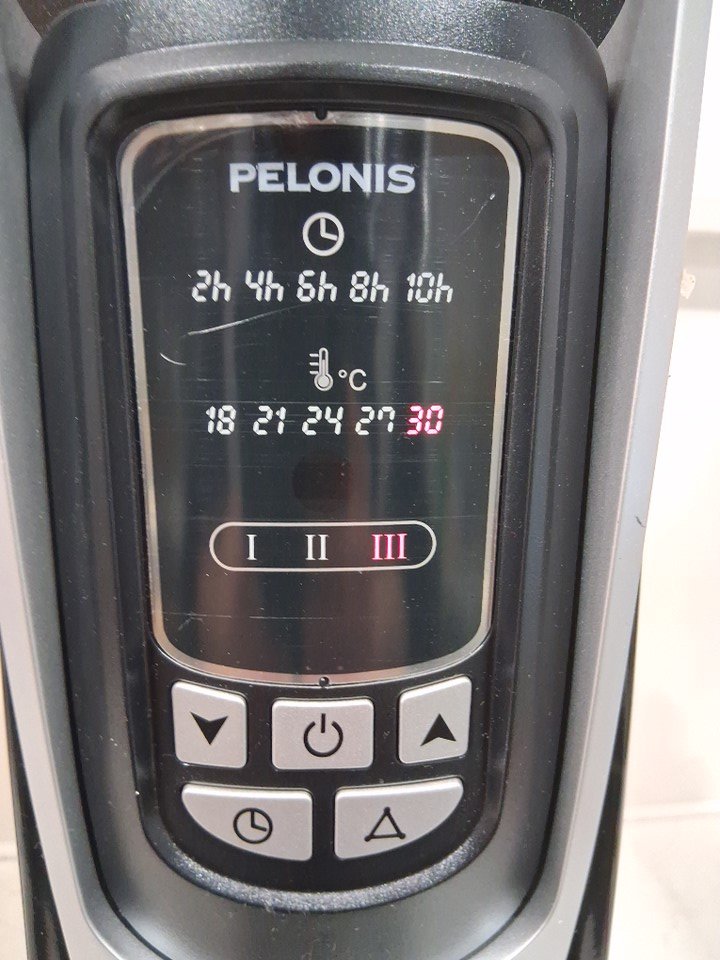 PELONIS
2h 4h 6h 8h 10h
°C
18 21 24 27 30
I II III